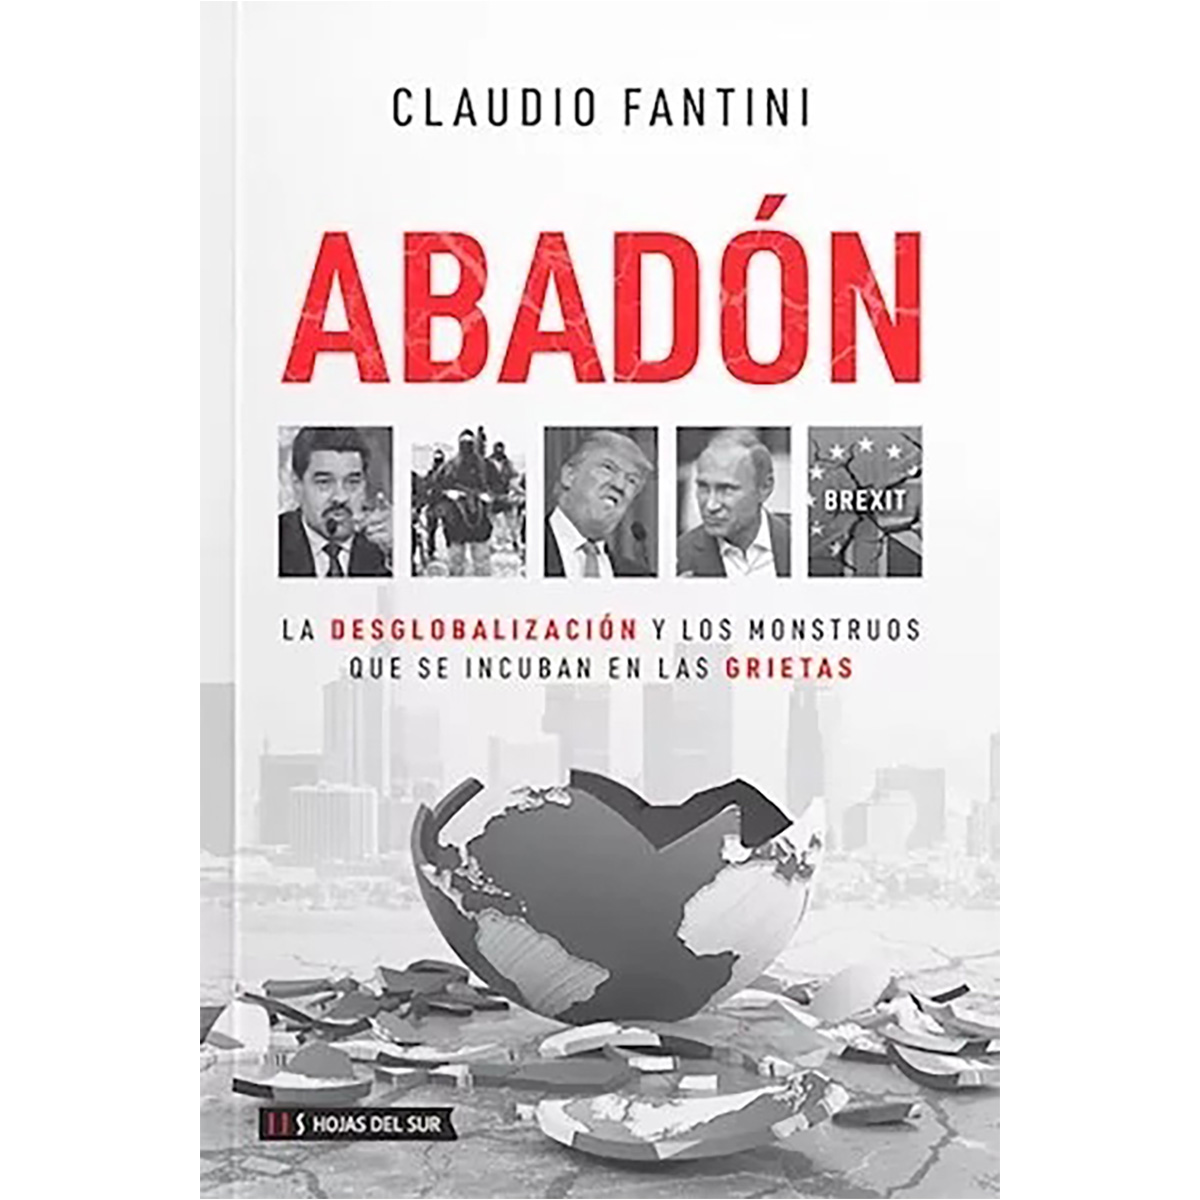 CLAUDIO FANTINI
ABADÓN
BREXIT
LA DESGLOBALIZACIÓN Y LOS MONSTRUOS
QUE SE INCUBAN EN LAS GRIETAS
HS HOJAS DEL SUR